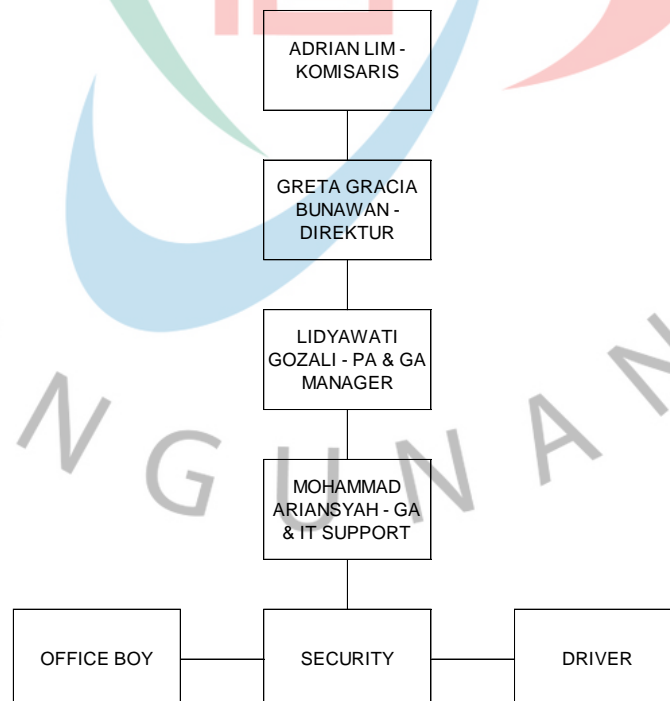 ADRIAN LIM -
KOMISARIS
GRETA GRACIA
BUNAWAN -
DIREKTUR
LIDYAWATI
GOZALI - PA & GA
MANAGER
NGUNAN
MOHAMMAD
ARIANSYAH - GA
& IT SUPPORT
OFFICE BOY
SECURITY
DRIVER